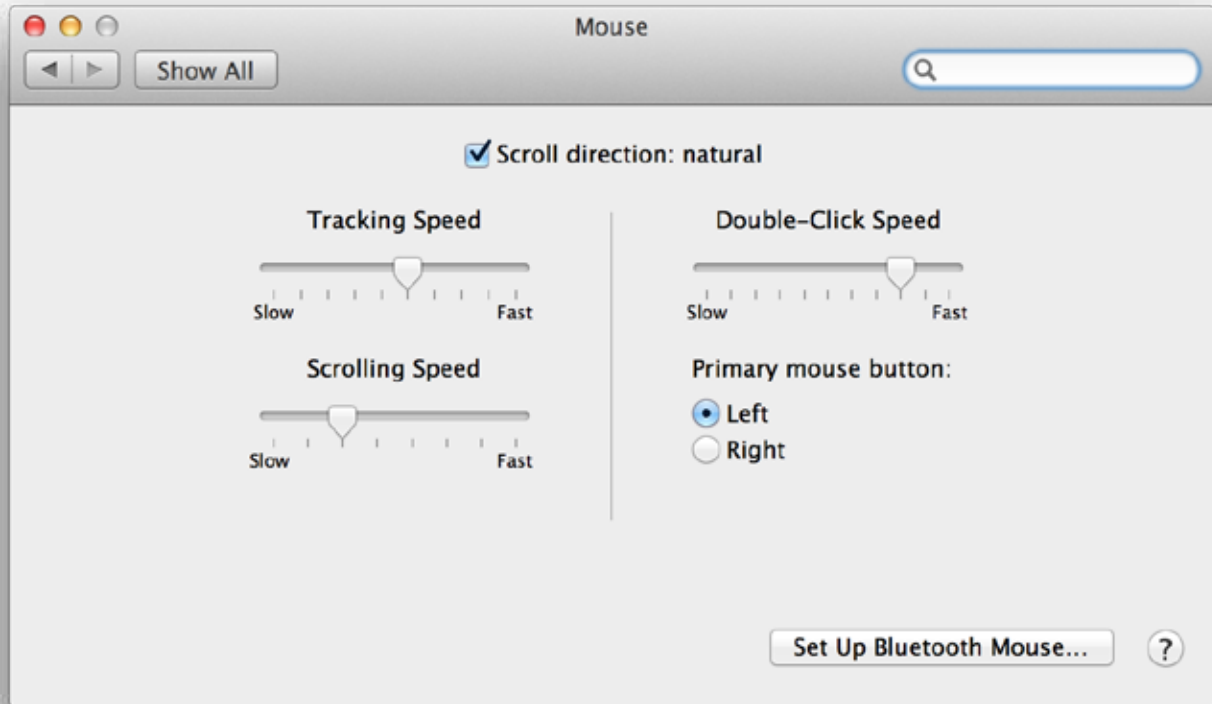 Mouse
Show All
Scroll direction: natural
Tracking Speed
Slow Fast
Scrolling Speed
Slow Fast
Double-Click Speed
Slow Fast
Primary mouse button:
Left
Right
Set Up Bluetooth Mouse... ?